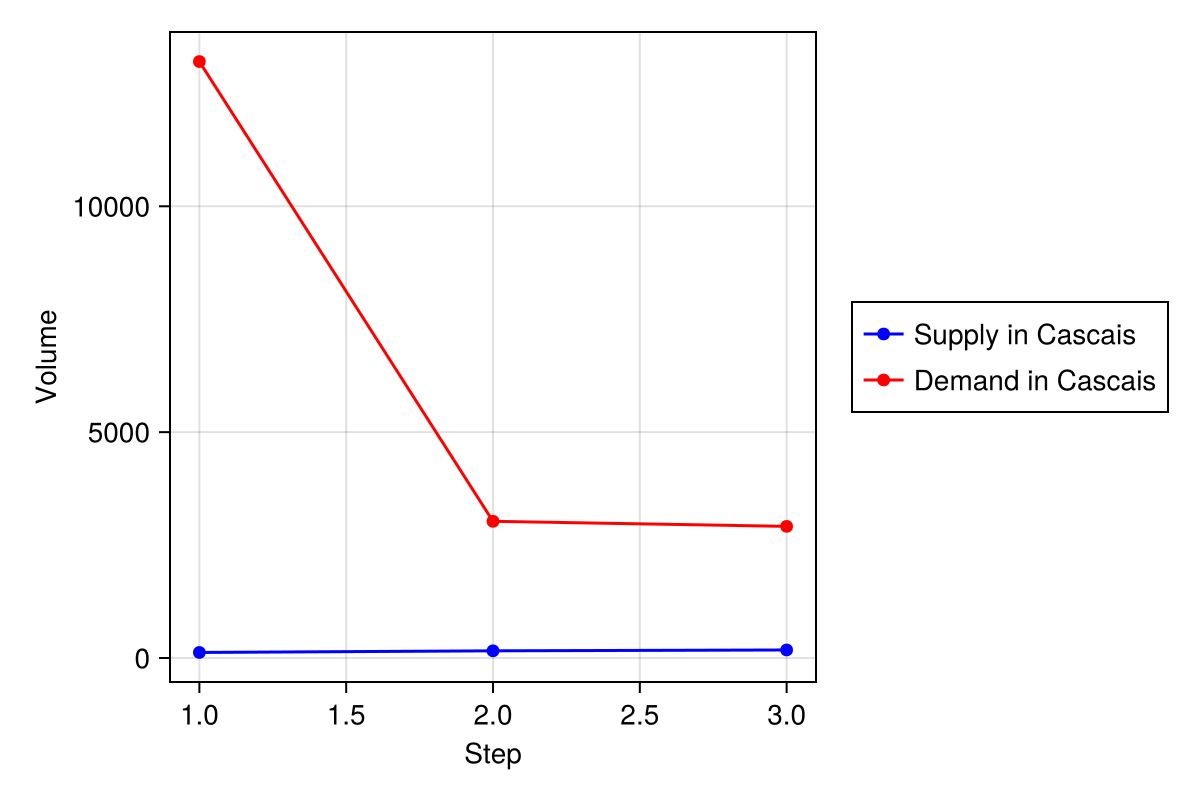 10000
5000
0
Volume
1.0 1.5 2.0 2.5 3.0
Step
Supply in Cascais
Demand in Cascais